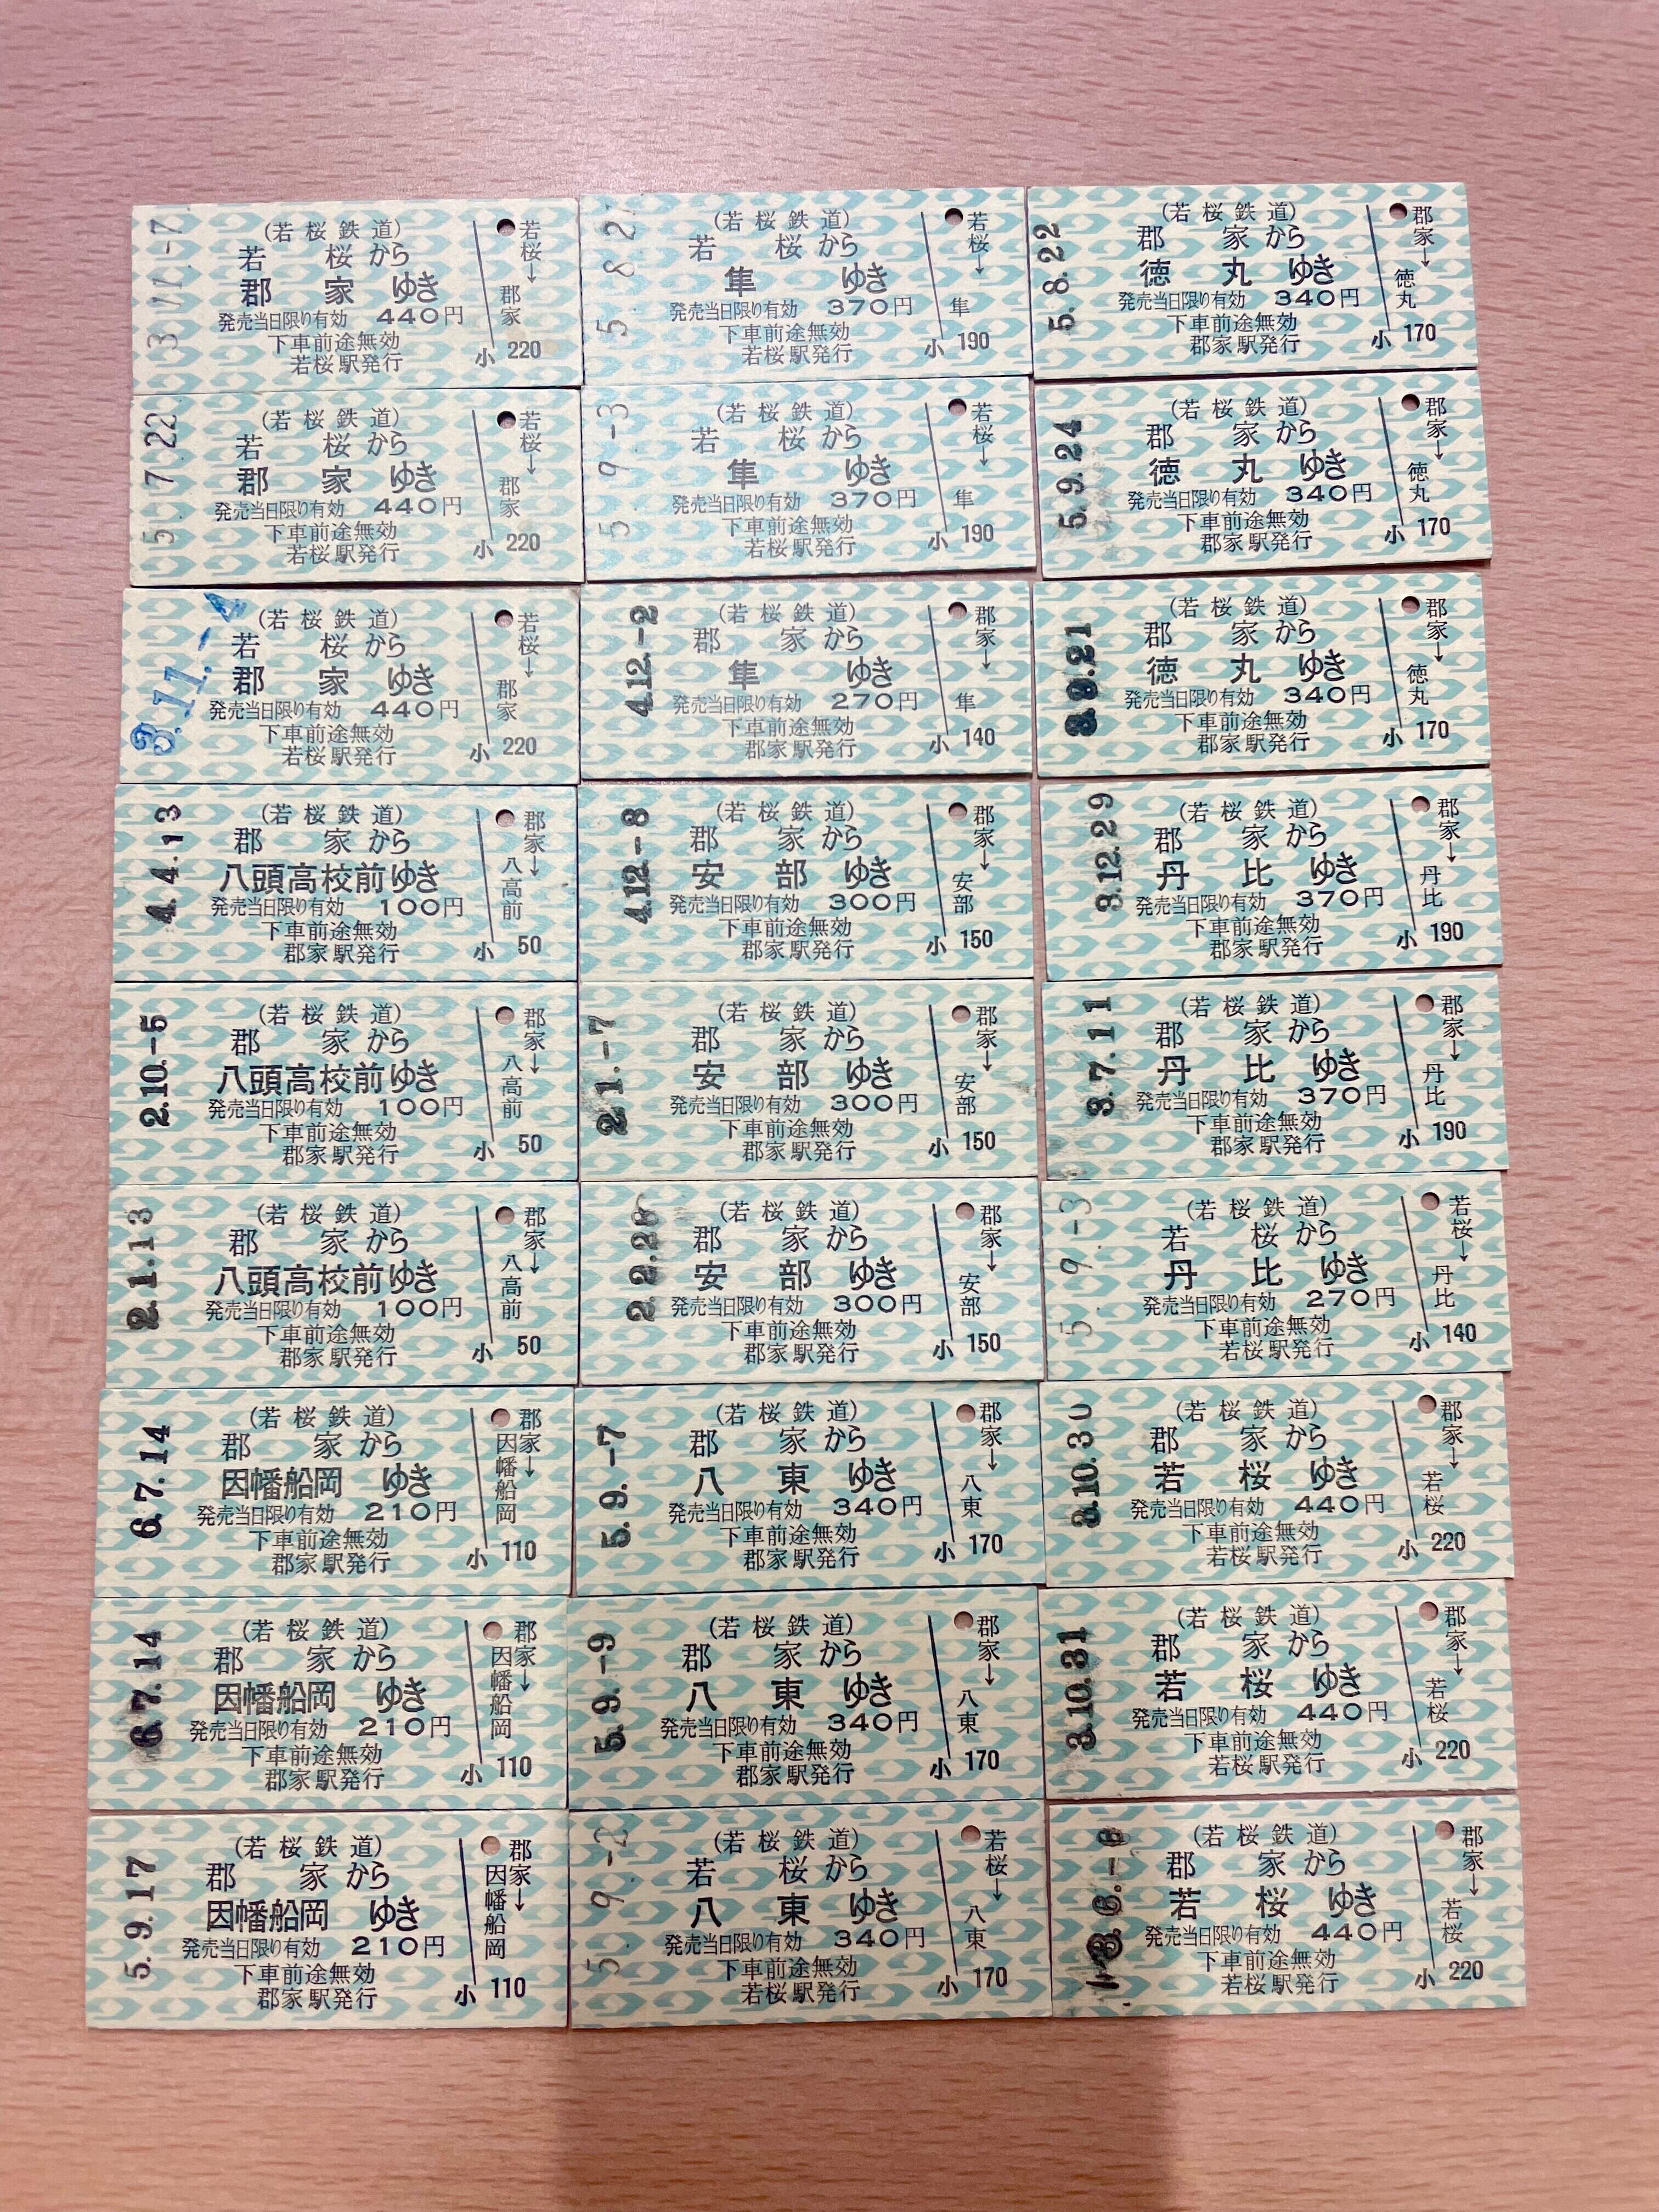 3.11.-7
(若桜鉄道)
若桜から
郡家ゆき
発売当日限り有効 440円
下車前途無効
若桜駅発行
若桜→郡家
小 220
5.7.22
(若桜鉄道)
若桜から
郡家ゆき
発売当日限り有効 440円
下車前途無効
若桜駅発行
若桜→郡家
小 220
3.11.-4
(若桜鉄道)
若桜から
郡家ゆき
発売当日限り有効 440円
下車前途無効
若桜駅発行
若桜→郡家
小 220
4.4.13
(若桜鉄道)
郡家から
八頭高校前ゆき
発売当日限り有効 100円
下車前途無効
郡家駅発行
郡家→八高前
小 50
2.10.-5
(若桜鉄道)
郡家から
八頭高校前ゆき
発売当日限り有効 100円
下車前途無効
郡家駅発行
郡家→八高前
小 50
2.1.13
(若桜鉄道)
郡家から
八頭高校前ゆき
発売当日限り有効 100円
下車前途無効
郡家駅発行
郡家→八高前
小 50
6.7.14
(若桜鉄道)
郡家から
因幡船岡ゆき
発売当日限り有効 210円
下車前途無効
郡家駅発行
郡家→因幡船岡
小 110
6.7.14
(若桜鉄道)
郡家から
因幡船岡ゆき
発売当日限り有効 210円
下車前途無効
郡家駅発行
郡家→因幡船岡
小 110
5.9.17
(若桜鉄道)
郡家から
因幡船岡ゆき
発売当日限り有効 210円
下車前途無効
郡家駅発行
郡家→因幡船岡
小 110
(若桜鉄道)
若桜から
隼ゆき
発売当日限り有効 370円
下車前途無効
若桜駅発行
若桜→隼
小 190
5.9.-3
(若桜鉄道)
若桜から
隼ゆき
発売当日限り有効 370円
下車前途無効
若桜駅発行
若桜→隼
小 190
4.12.-2
(若桜鉄道)
郡家から
隼ゆき
発売当日限り有効 270円
下車前途無効
郡家駅発行
郡家→隼
小 140
4.12.-8
(若桜鉄道)
郡家から
安部ゆき
発売当日限り有効 300円
下車前途無効
郡家駅発行
郡家→安部
小 150
2.1.-7
(若桜鉄道)
郡家から
安部ゆき
発売当日限り有効 300円
下車前途無効
郡家駅発行
郡家→安部
小 150
2.2.28
(若桜鉄道)
郡家から
安部ゆき
発売当日限り有効 300円
下車前途無効
郡家駅発行
郡家→安部
小 150
5.9.-7
(若桜鉄道)
郡家から
八東ゆき
発売当日限り有効 340円
下車前途無効
郡家駅発行
郡家→八東
小 170
5.9.-9
(若桜鉄道)
郡家から
八東ゆき
発売当日限り有効 340円
下車前途無効
郡家駅発行
郡家→八東
小 170
5.9.-2
(若桜鉄道)
若桜から
八東ゆき
発売当日限り有効 340円
下車前途無効
若桜駅発行
若桜→八東
小 170
5.8.22
(若桜鉄道)
郡家から
徳丸ゆき
発売当日限り有効 340円
下車前途無効
郡家駅発行
郡家→徳丸
小 170
5.9.24
(若桜鉄道)
郡家から
徳丸ゆき
発売当日限り有効 340円
下車前途無効
郡家駅発行
郡家→徳丸
小 170
(若桜鉄道)
郡家から
徳丸ゆき
発売当日限り有効 340円
下車前途無効
郡家駅発行
郡家→徳丸
小 170
3.12.29
(若桜鉄道)
郡家から
丹比ゆき
発売当日限り有効 370円
下車前途無効
郡家駅発行
郡家→丹比
小 190
3.7.11
(若桜鉄道)
郡家から
丹比ゆき
発売当日限り有効 370円
下車前途無効
郡家駅発行
郡家→丹比
小 190
5.9.-3
(若桜鉄道)
若桜から
丹比ゆき
発売当日限り有効 270円
下車前途無効
若桜駅発行
若桜→丹比
小 140
3.10.30
(若桜鉄道)
郡家から
若桜ゆき
発売当日限り有効 440円
下車前途無効
若桜駅発行
郡家→若桜
小 220
3.10.31
(若桜鉄道)
郡家から
若桜ゆき
発売当日限り有効 440円
下車前途無効
若桜駅発行
郡家→若桜
小 220
(若桜鉄道)
郡家から
若桜ゆき
発売当日限り有効 440円
下車前途無効
若桜駅発行
郡家→若桜
小 220